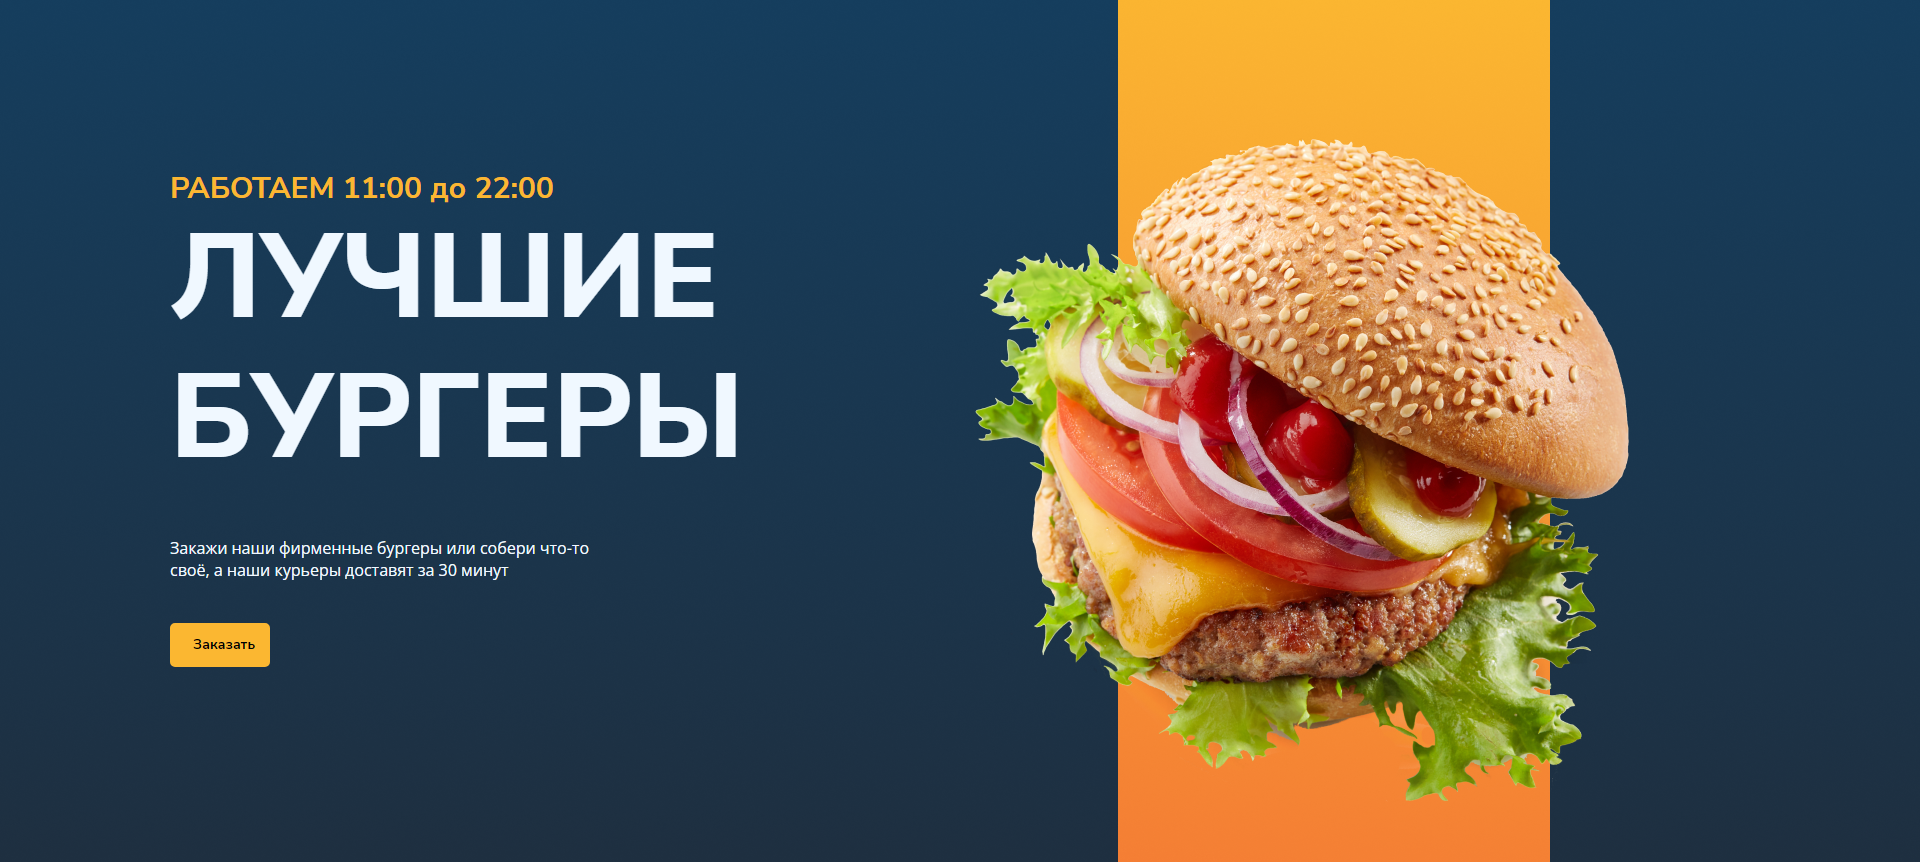 РАБОТАЕМ 11:00 до 22:00
ЛУЧШИЕ
БУРГЕРЫ
Закажи наши фирменные бургеры или собери что-то
своё, а наши курьеры доставят за 30 минут
Заказать